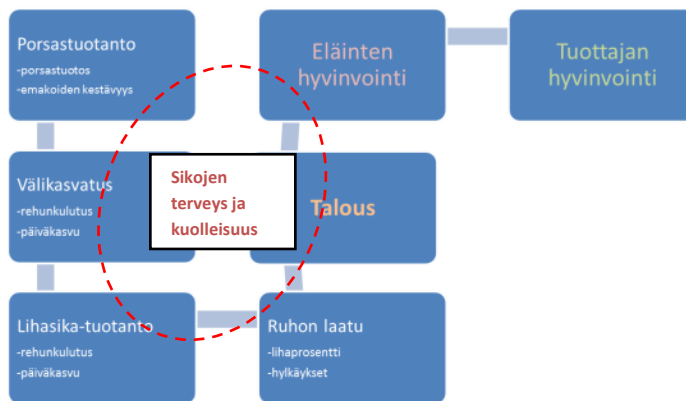 Porsastuotanto
-porsastuotos
-emakoiden kestävyys
Eläinten
hyvinvointi
Tuottajan
hyvinvointi
Välikasvatus
-rehunkulutus
-päiväkasvu
Sikojen
terveys ja
kuolleisuus
Talous
Lihasika-tuotanto
-rehunkulutus
-päiväkasvu
Ruhon laatu
-lihaprosentti
-hylkäykset